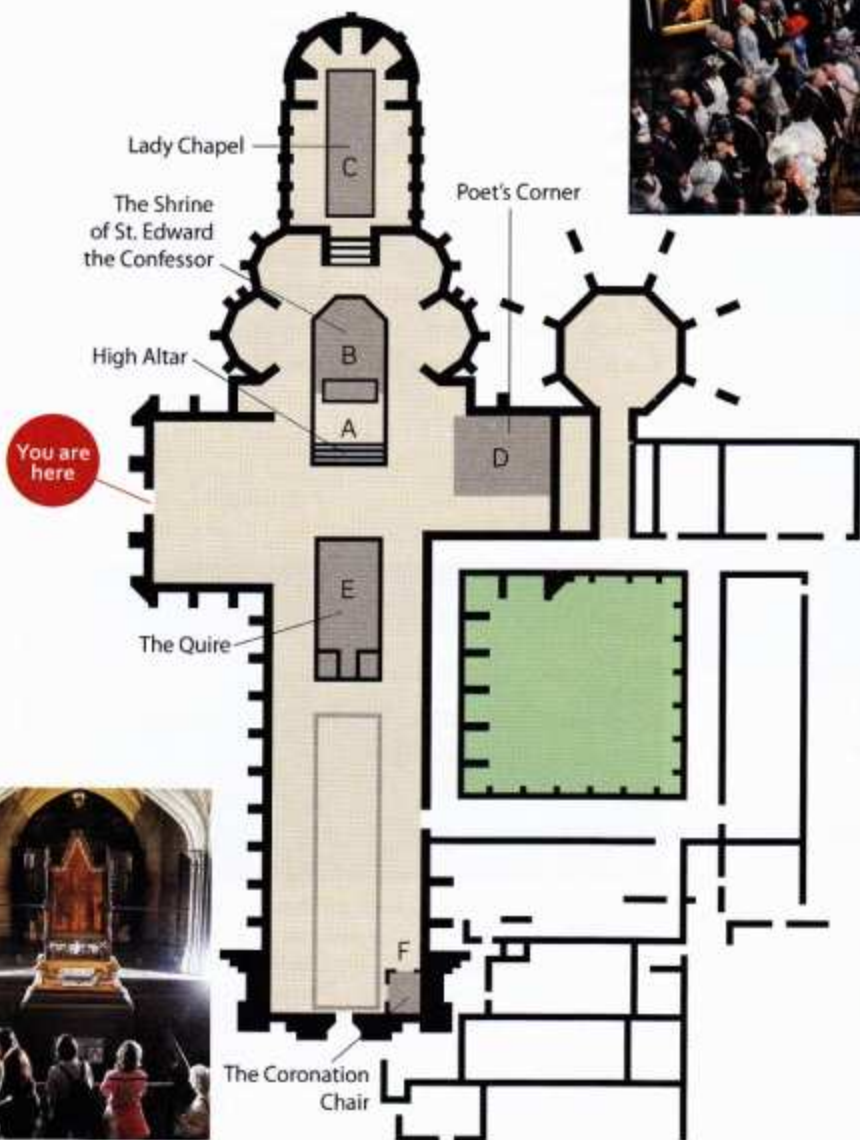 Lady Chapel
C
Poet's Corner
The Shrine
of St. Edward
the Confessor
B
High Altar
A
D
You are
here
E
The Quire
F
The Coronation
Chair